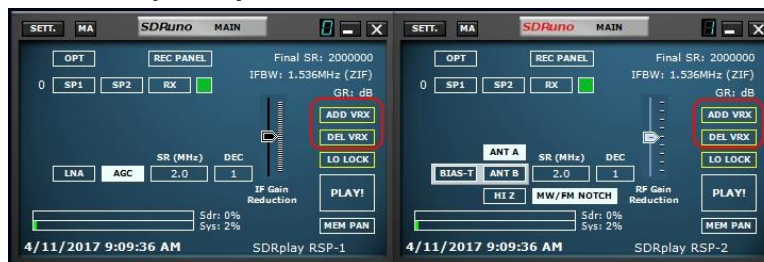 SETT. MA SDRuno MAIN 0
OPT REC PANEL Final SR: 2000000
IFBW: 1.536MHz (ZIF)
0 SP1 SP2 RX GR: dB
ADD VRX
DEL VRX
SR (MHz) DEC LO LOCK
LNA AGC 2.0 1
IF Gain
Reduction PLAY!
Sdr: 0%
Sys: 2% MEM PAN
4/11/2017 9:09:36 AM SDRplay RSP-1
SETT. MA SDRuno MAIN 1
OPT REC PANEL Final SR: 2000000
IFBW: 1.536MHz (ZIF)
0 SP1 SP2 RX GR: dB
ADD VRX
DEL VRX
ANT A SR (MHz) DEC LO LOCK
BIAS-T ANT B 2.0 1
HI Z MW/FM NOTCH RF Gain
Reduction PLAY!
Sdr: 0%
Sys: 2% MEM PAN
4/11/2017 9:09:36 AM SDRplay RSP-2